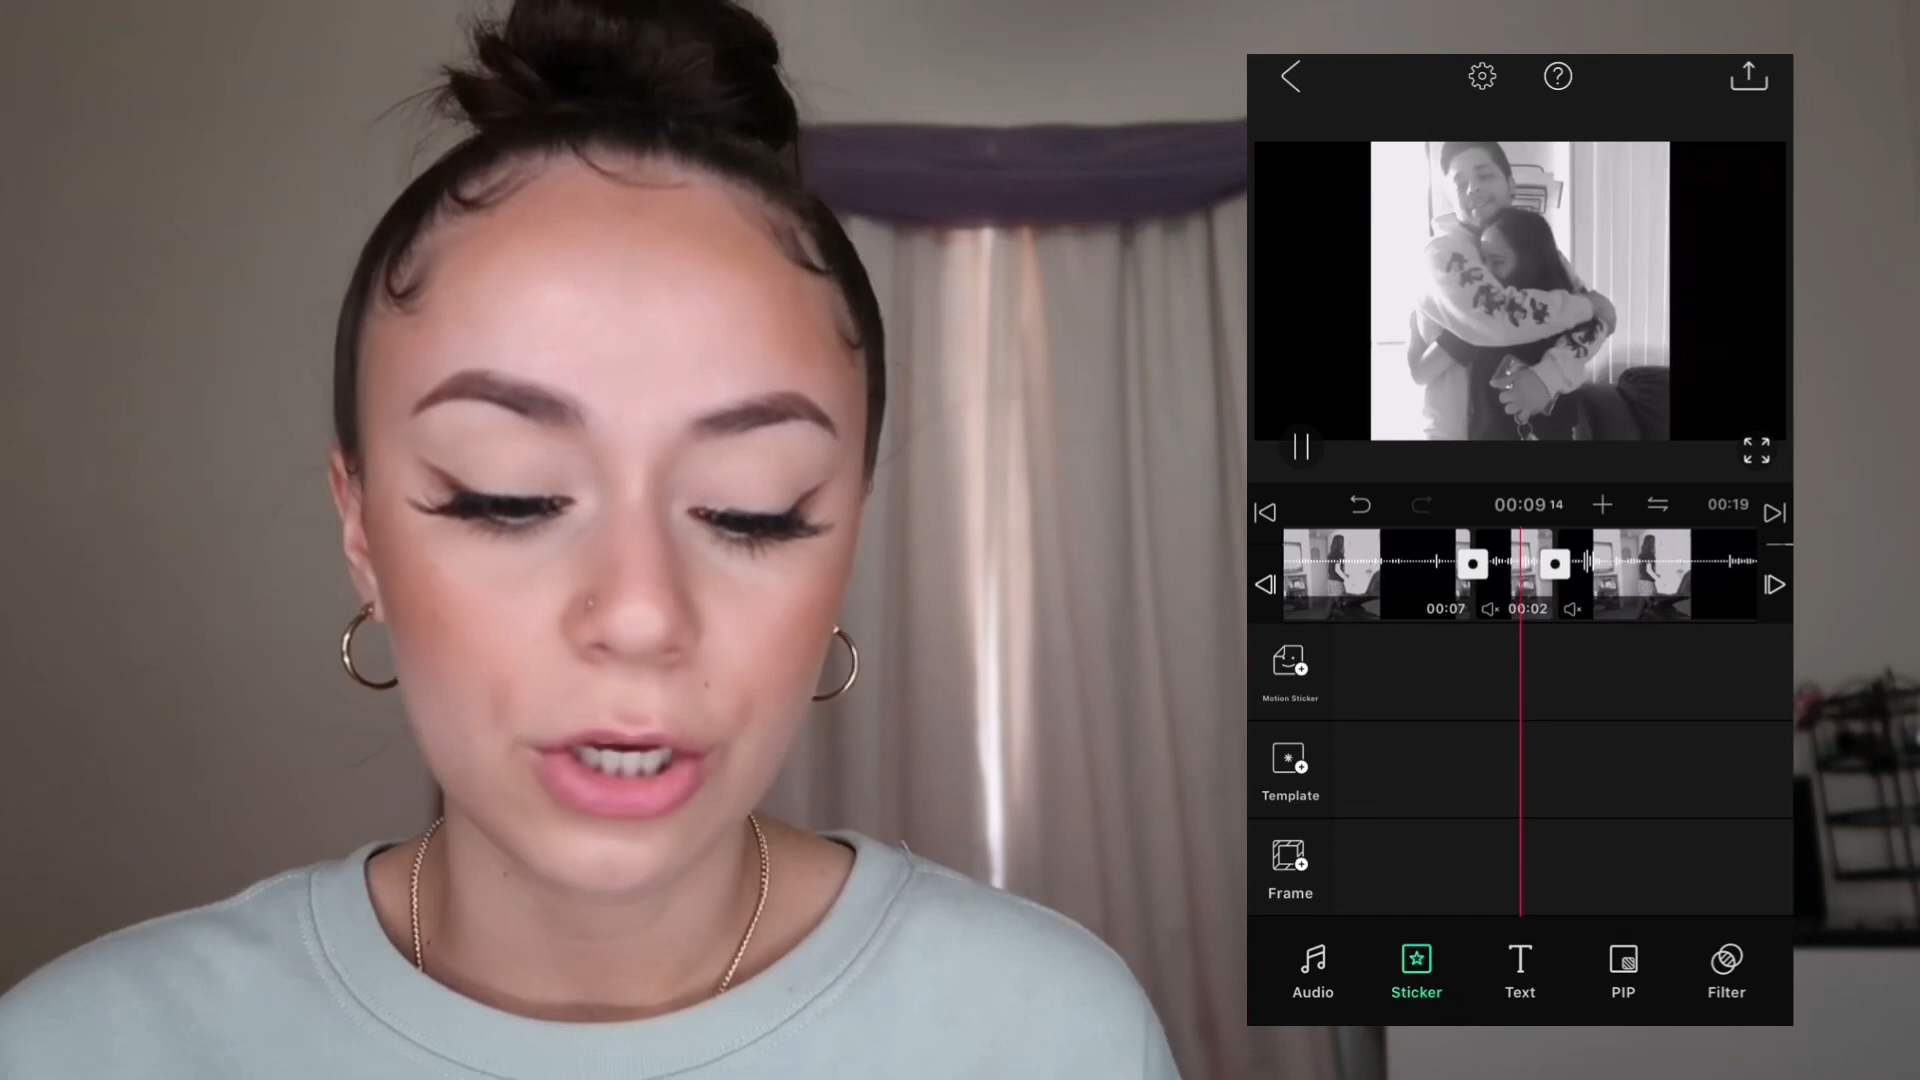 00:09 14
00:19
00:07
00:02
Motion Sticker
Template
Frame
Audio
Sticker
Text
PIP
Filter